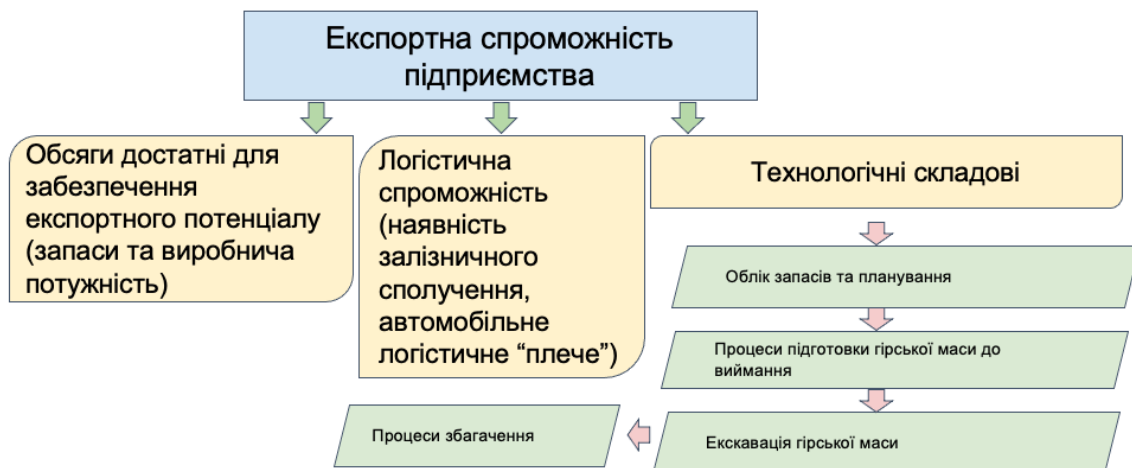 Експортна спроможність
підприємства
Обсяги достатні для
забезпечення
експортного потенціалу
(запаси та виробнича
потужність)
Логістична
спроможність
(наявність
залізничного
сполучення,
автомобільне
логістичне “плече”)
Технологічні складові
Облік запасів та планування
Процеси підготовки гірської маси до
виймання
Екскавація гірської маси
Процеси збагачення